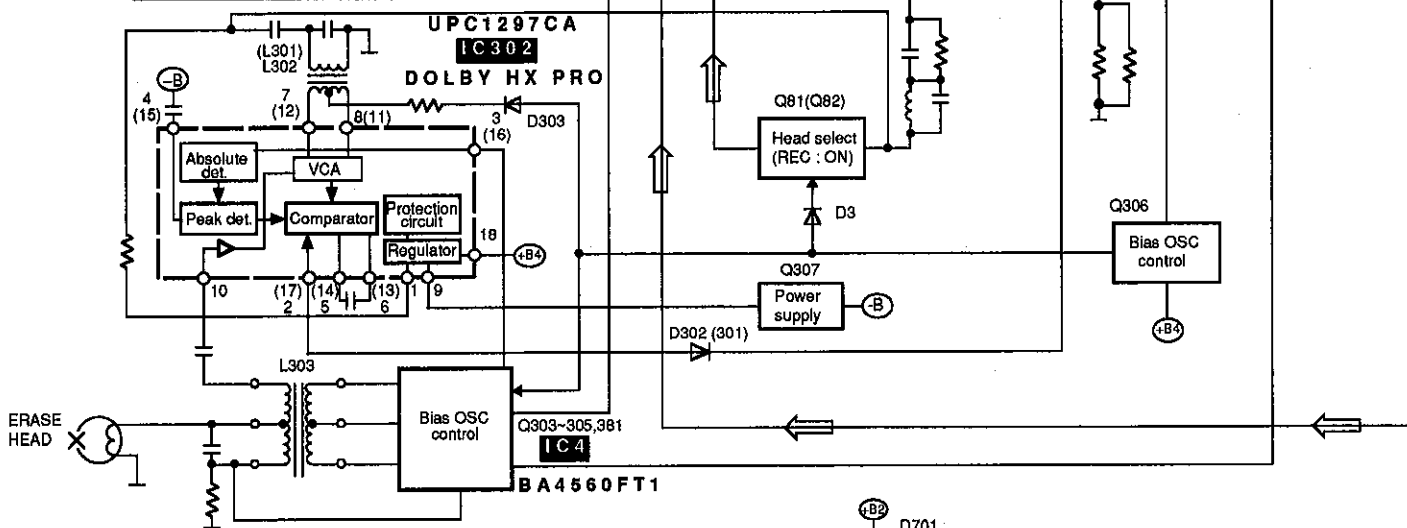 UPC1297CA
IC302
DOLBY HX PRO
(L301)
L302
-B
4
(15)
7
(12)
8(11)
3
(16)
D303
Absolute
det.
VCA
Peak det.
Comparator
Protection
circuit
Regulator
18
+B4
10
(17)
2
(14)
5
(13)
6
1
9
Q81(Q82)
Head select
(REC : ON)
D3
Q306
Bias OSC
control
+B4
Q307
Power
supply
-B
D302 (301)
L303
ERASE
HEAD
Bias OSC
control
Q303~305,381
IC4
BA4560FT1
+B2
D701